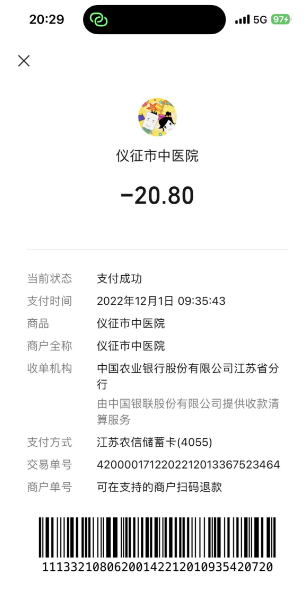 20:29
5G
97
仪征市中医院
-20.80
当前状态 支付成功
支付时间 2022年12月1日 09:35:43
商品 仪征市中医院
商户全称 仪征市中医院
收单机构 中国农业银行股份有限公司江苏省分
行
由中国银联股份有限公司提供收款清
算服务
支付方式 江苏农信储蓄卡(4055)
交易单号 4200001712202212013367523464
商户单号 可在支持的商户扫码退款
11133210806200142212010935420720